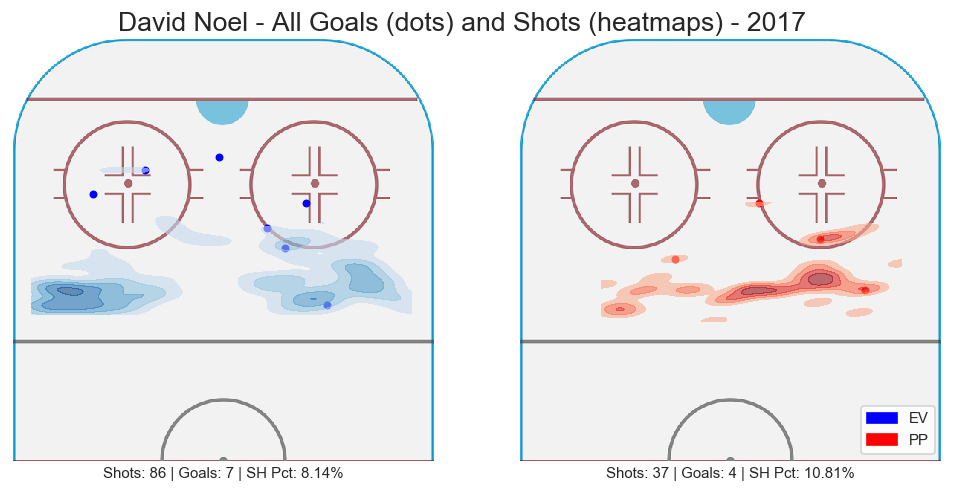 David Noel - All Goals (dots) and Shots (heatmaps) - 2017
EV
PP
Shots: 86 | Goals: 7 | SH Pct: 8.14%
Shots: 37 | Goals: 4 | SH Pct: 10.81%